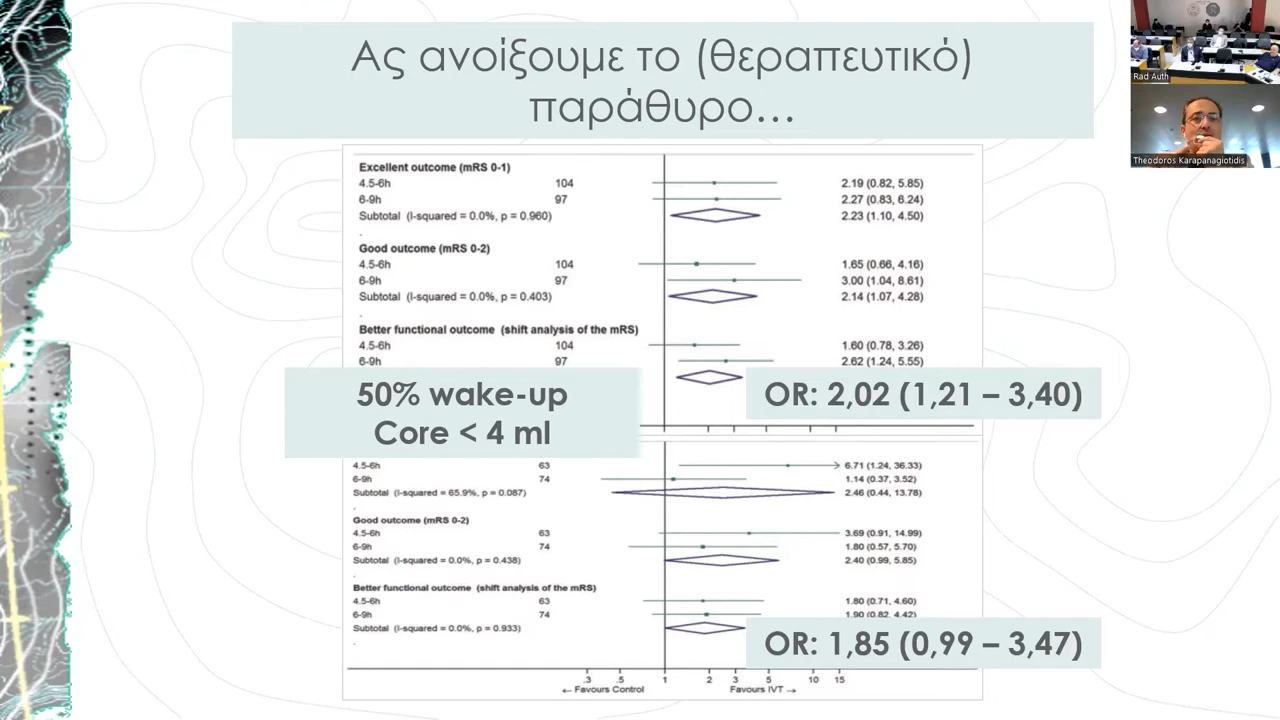 Ας ανοίξουμε το (θεραπευτικό)
παράθυρο...
Rad Auth
Theodoros Karapanagiotidis
Excellent outcome (mRS 0-1)
4.5-6h 104 2.19 (0.82, 5.85)
6-9h 97 2.27 (0.83, 6.24)
Subtotal (I-squared = 0.0%, p = 0.960) 2.23 (1.10, 4.50)
.
Good outcome (mRS 0-2)
4.5-6h 104 1.65 (0.66, 4.16)
6-9h 97 3.00 (1.04, 8.61)
Subtotal (I-squared = 0.0%, p = 0.403) 2.14 (1.07, 4.28)
.
Better functional outcome (shift analysis of the mRS)
4.5-6h 104 1.60 (0.78, 3.26)
6-9h 97 2.62 (1.24, 5.55)
50% wake-up
Core < 4 ml
OR: 2,02 (1,21 – 3,40)
4.5-6h 63 6.71 (1.24, 36.33)
6-9h 74 1.14 (0.37, 3.52)
Subtotal (I-squared = 65.9%, p = 0.087) 2.46 (0.44, 13.78)
.
Good outcome (mRS 0-2)
4.5-6h 63 3.69 (0.91, 14.99)
6-9h 74 1.80 (0.57, 5.70)
Subtotal (I-squared = 0.0%, p = 0.438) 2.40 (0.99, 5.85)
.
Better functional outcome (shift analysis of the mRS)
4.5-6h 63 1.80 (0.71, 4.60)
6-9h 74 1.90 (0.82, 4.42)
Subtotal (I-squared = 0.0%, p = 0.933)
.
OR: 1,85 (0,99 – 3,47)
.3 .5 1 2 3 5 10 15
← Favours Control Favours IVT →